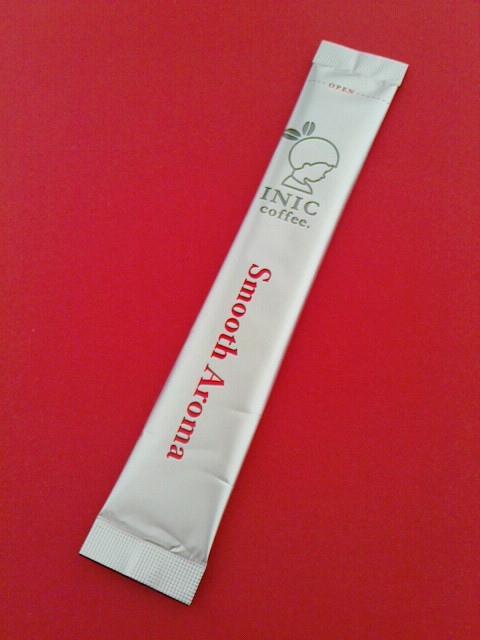 OPEN
INIC
coffee.
Smooth Aroma